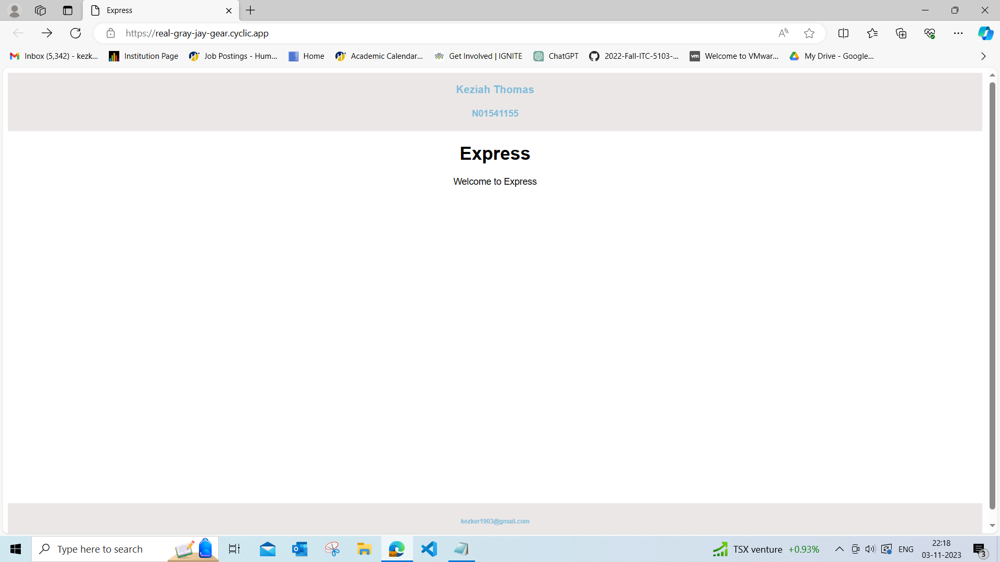 Express
https://real-gray-jay-gear.cyclic.app
Inbox (5,342) - kezk...
Institution Page
Job Postings - Hum...
Home
Academic Calendar...
Get Involved | IGNITE
ChatGPT
2022-Fall-ITC-5103-...
vm
Welcome to VMwar...
My Drive - Google...
Keziah Thomas
N01541155
Express
Welcome to Express
kezker1903@gmail.com
Type here to search
TSX venture +0.93%
ENG
22:18
03-11-2023
3